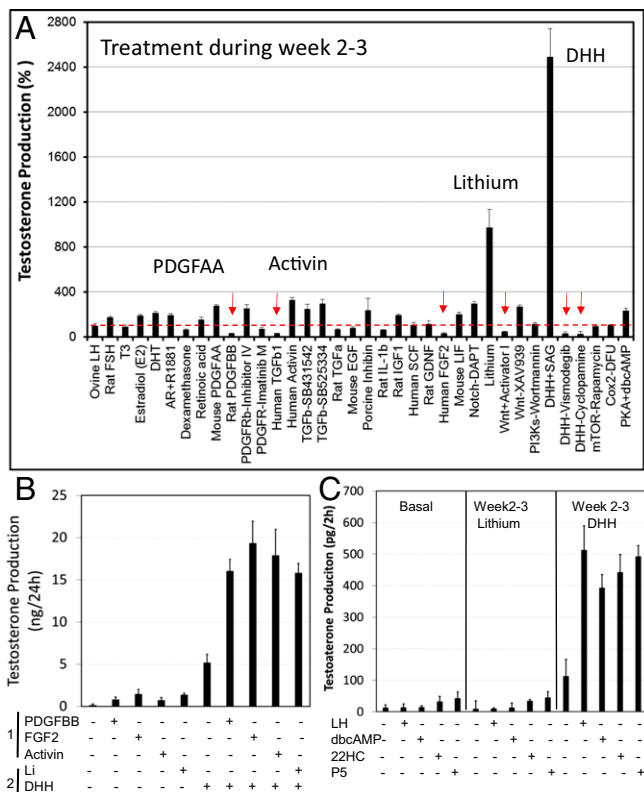 A
Treatment during week 2-3
DHH
Lithium
PDGFAA
Activin
Testosterone Production (%)
2800
2400
2000
1600
1200
800
400
0
Ovine LH
Rat FSH
T3
Estradiol (E2)
DHT
AR+R1881
Dexamethasone
Retinoic acid
Mouse PDGFAA
Rat PDGFBB
PDGFRb-Inhibitor IV
PDGFR-Imatinib M
Human TGFb1
Human Activin
TGFb-SB431542
TGFb-SB525334
Rat TGFa
Mouse EGF
Porcine Inhibin
Rat IL-1b
Rat IGF1
Human SCF
Rat GDNF
Human FGF2
Mouse LIF
Notch-DAPT
Lithium
Wnt+Activator1
Wnt-XAV939
PI3Ks-Wortmannin
DHH+SAG
DHH-Vismodegib
DHH-Cyclopamine
mTOR-Rapamycin
Cox2-DFU
PKA+dbcAMP
B
Testosterone Production
(ng/24h)
25
20
15
10
5
0
1
PDGFBB - + - - - - + - - -
FGF2 - - + - - - - + - -
Activin - - - + - - - - + -
2
Li - - - - + - - - - +
DHH - - - - - + + + + +
C
Testoaterone Produciton (pg/2h)
700
600
500
400
300
200
100
0
Basal
Week2-3
Lithium
Week 2-3
DHH
LH - + - - - - + - - - - + - - -
dbcAMP - - + - - - - + - - - - + - -
22HC - - - + - - - - + - - - - + -
P5 - - - - + - - - - + - - - - +